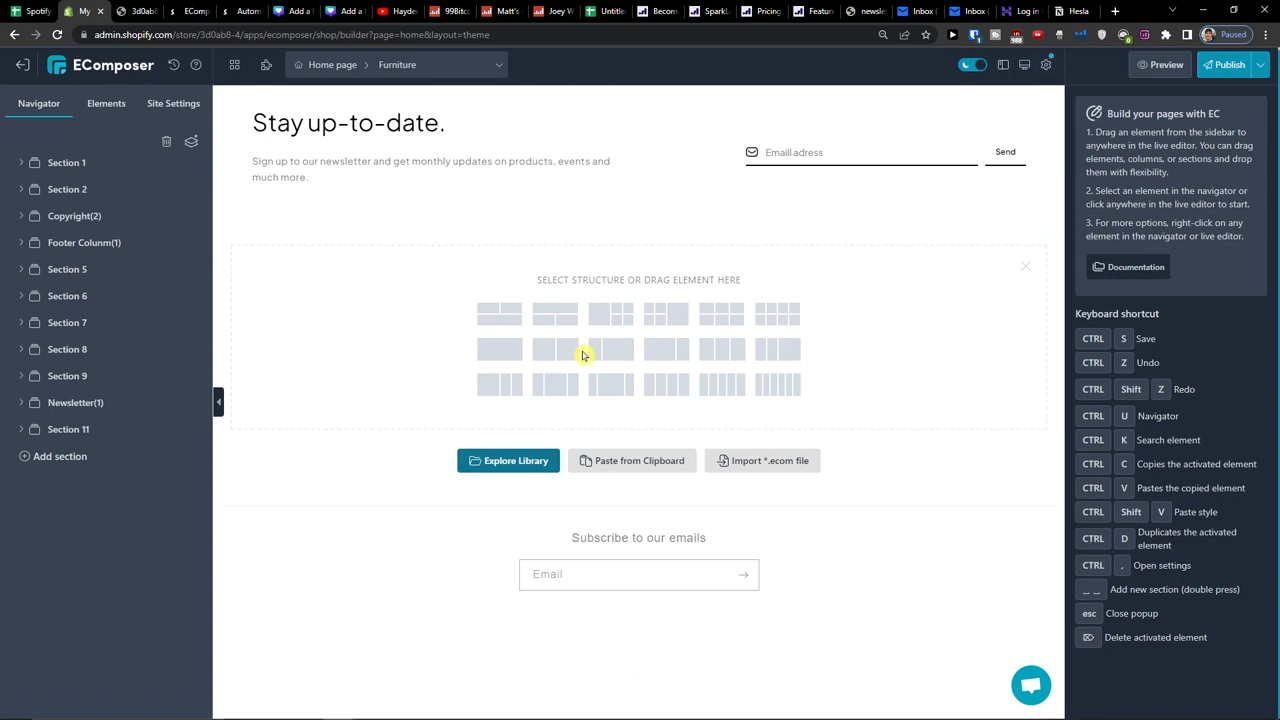 Spotify
My
3d0ab8
ECom
Autom
Add a
Add a
Hayder
99Bitc
Matt's
Joey W
Untitle
Becom
Sparkl
Pricing
Feature
newsle
Inbox (
Inbox (
Log in
Hesla
admin.shopify.com/store/3d0ab8-4/apps/ecomposer/shop/builder?page=home&layout=theme
988
Paused
EComposer
Home page
Furniture
Preview
Publish
Navigator
Elements
Site Settings
Section 1
Section 2
Copyright(2)
Footer Colunm(1)
Section 5
Section 6
Section 7
Section 8
Section 9
Newsletter(1)
Section 11
Add section
Stay up-to-date.
Sign up to our newsletter and get monthly updates on products, events and
much more.
Emaill adress
Send
SELECT STRUCTURE OR DRAG ELEMENT HERE
Explore Library
Paste from Clipboard
Import *.ecom file
Subscribe to our emails
Email
Build your pages with EC
1. Drag an element from the sidebar to
anywhere in the live editor. You can drag
elements, columns, or sections and drop
them with flexibility.
2. Select an element in the navigator or
click anywhere in the live editor to start.
3. For more options, right-click on any
element in the navigator or live editor.
Documentation
Keyboard shortcut
CTRL S Save
CTRL Z Undo
CTRL Shift Z Redo
CTRL U Navigator
CTRL K Search element
CTRL C Copies the activated element
CTRL V Pastes the copied element
CTRL Shift V Paste style
CTRL D Duplicates the activated
element
CTRL , Open settings
Add new section (double press)
esc Close popup
Delete activated element